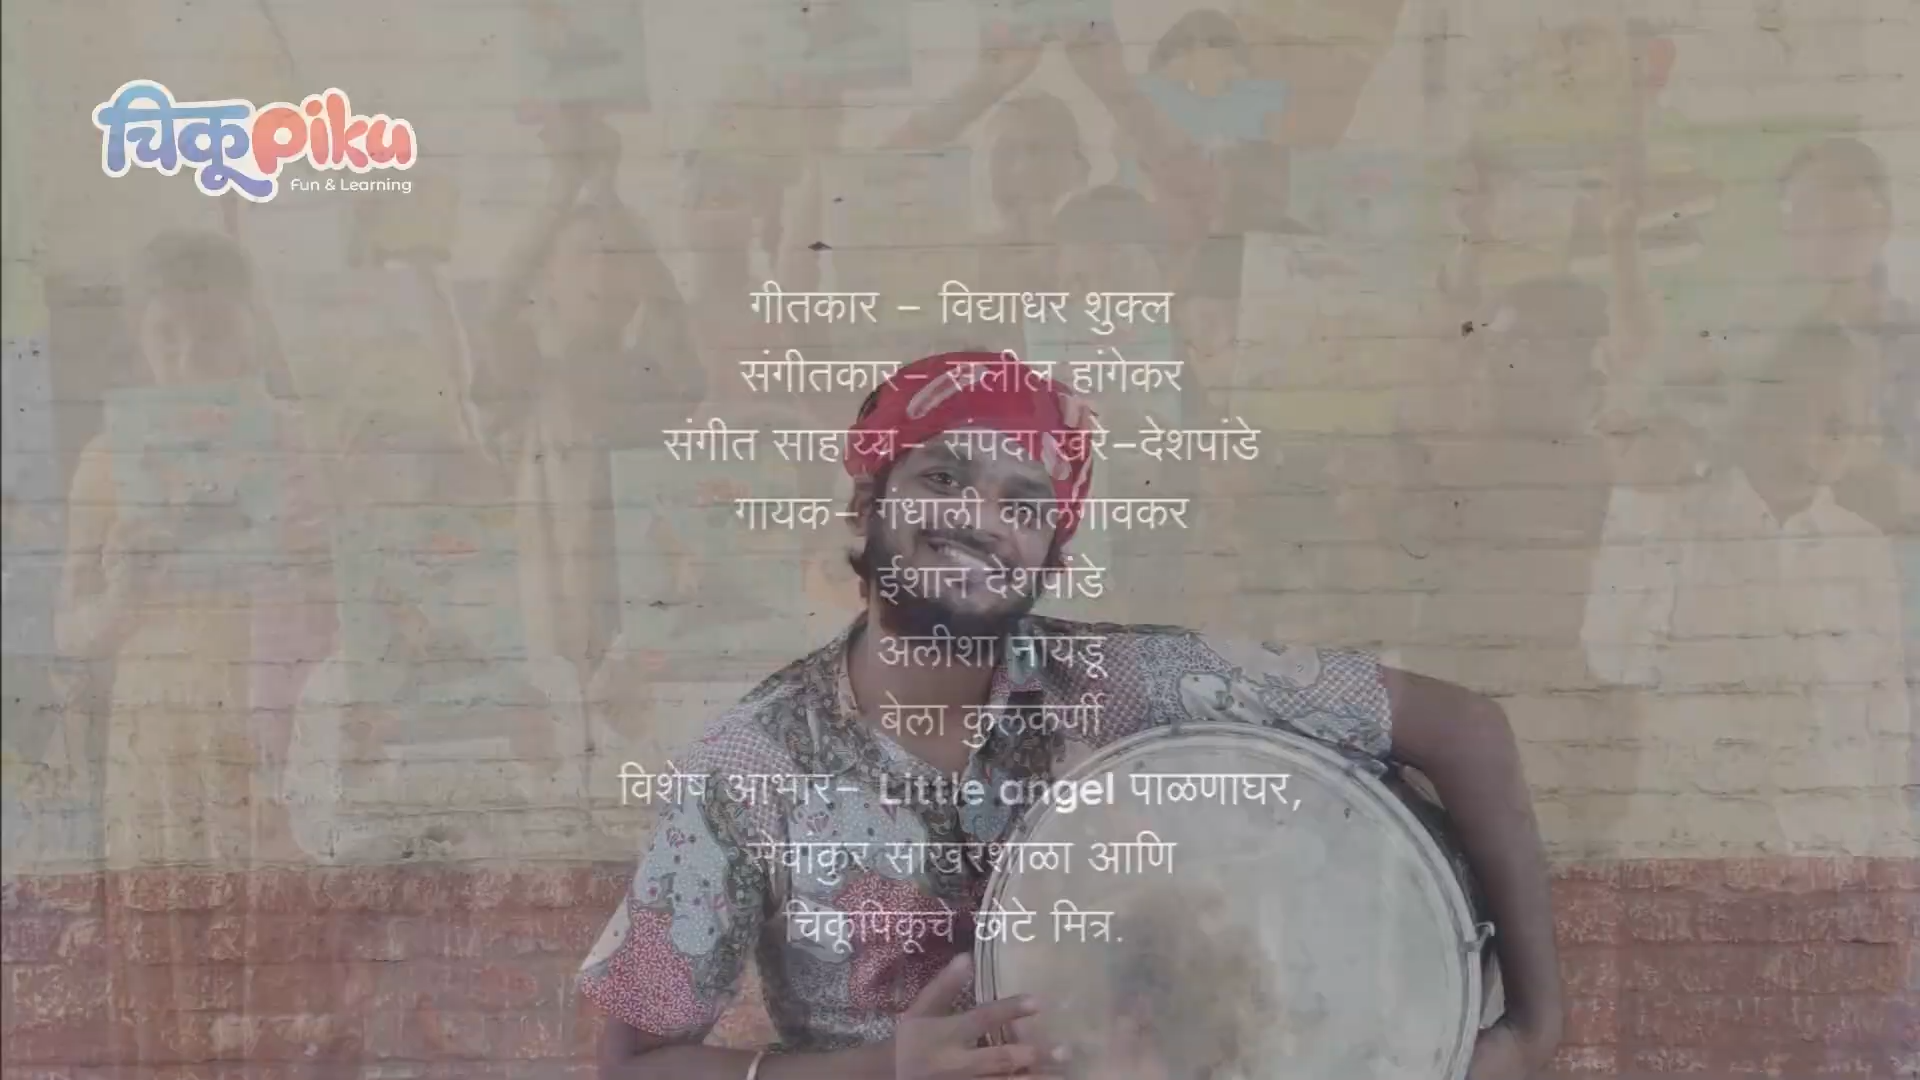 चिकूpiku
Fun & Learning
गीतकार - विद्याधर शुक्ल
संगीतकार- सलील हांगेकर
संगीत साहाय्य- संपदा खरे-देशपांडे
गायक- गंधाली कालगावकर
ईशान देशपांडे
अलीशा नायडू
बेला कुलकर्णी
विशेष आभार- Little angel पाळणाघर,
सेवांकुर साखरशाळा आणि
चिकूपिकूचे छोटे मित्र.